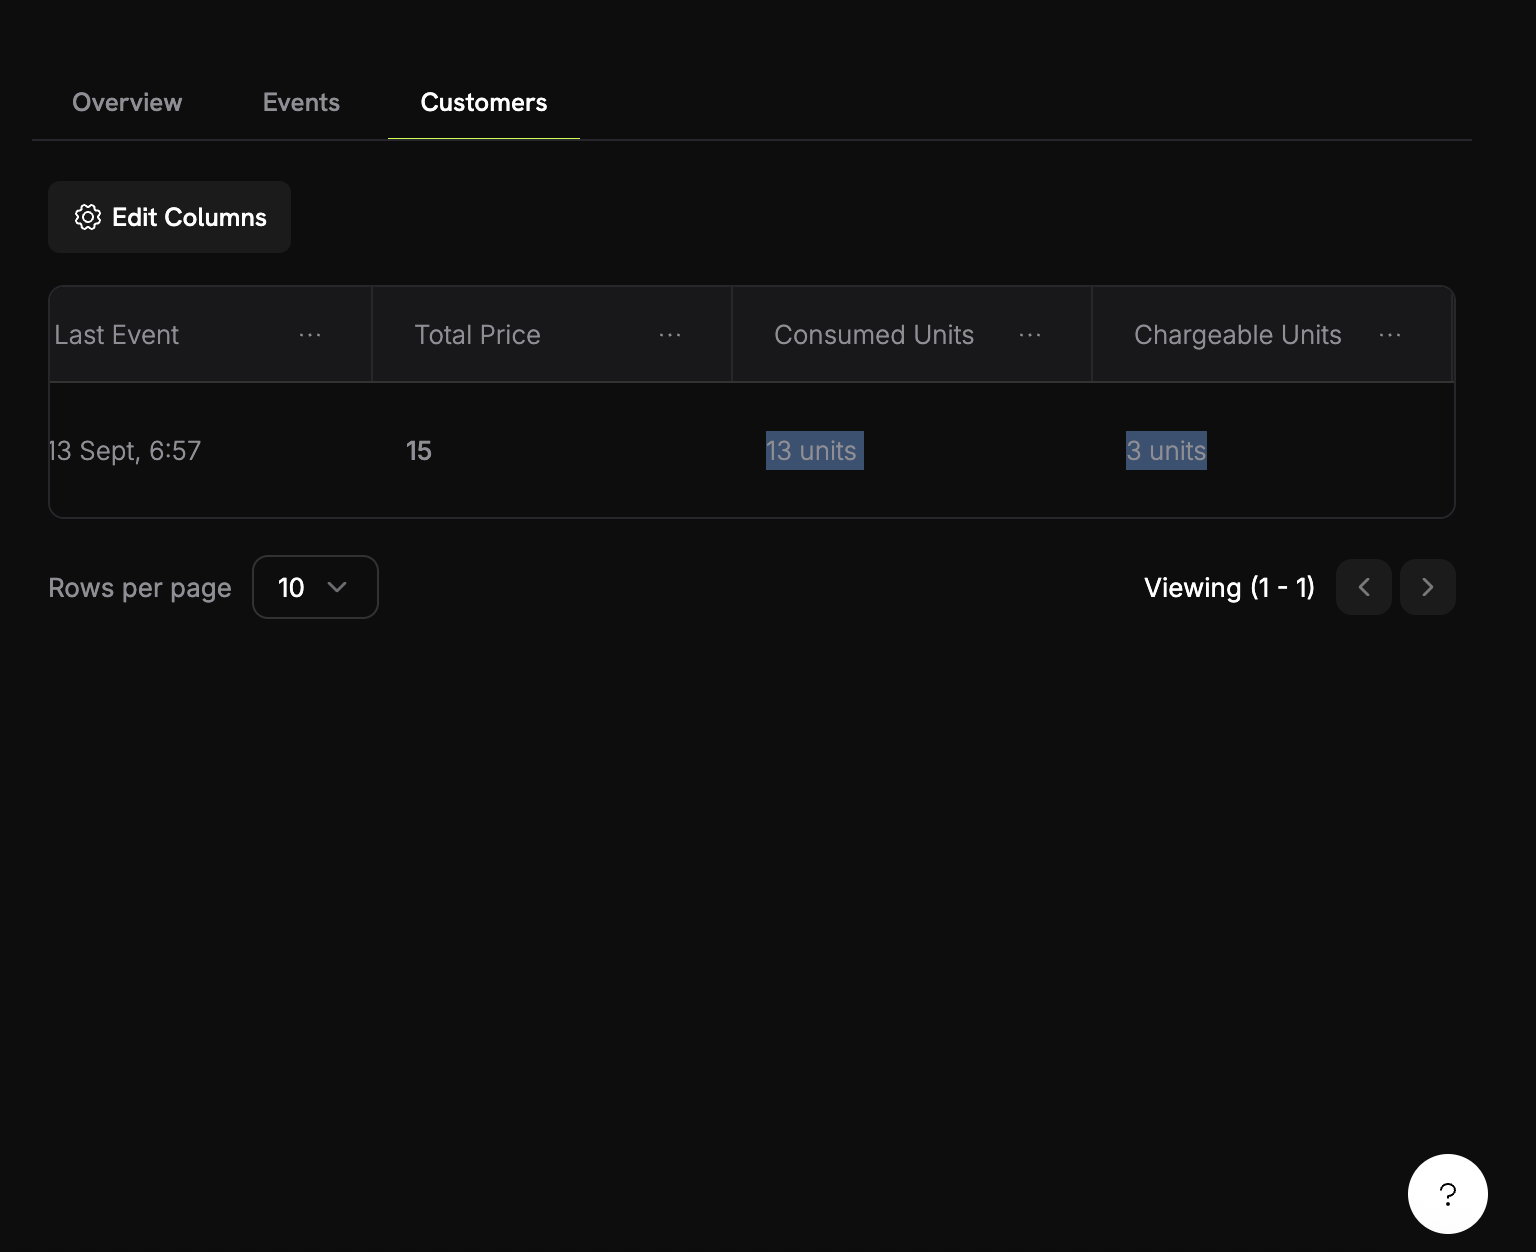 Overview Events Customers
Edit Columns
Last Event ... Total Price ... Consumed Units ... Chargeable Units ...
13 Sept, 6:57 15 13 units 3 units
Rows per page 10 Viewing (1 - 1)
?